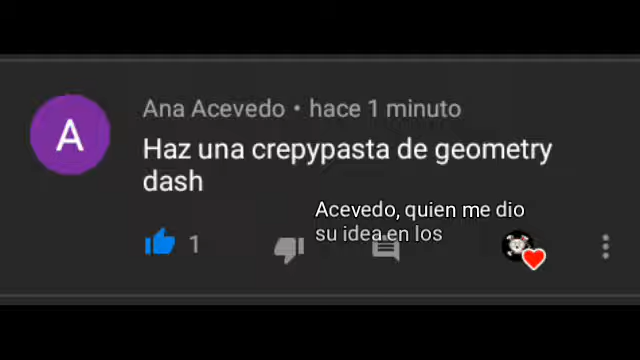 A
Ana Acevedo • hace 1 minuto
Haz una crepypasta de geometry
dash
Acevedo, quien me dio
su idea en los
1